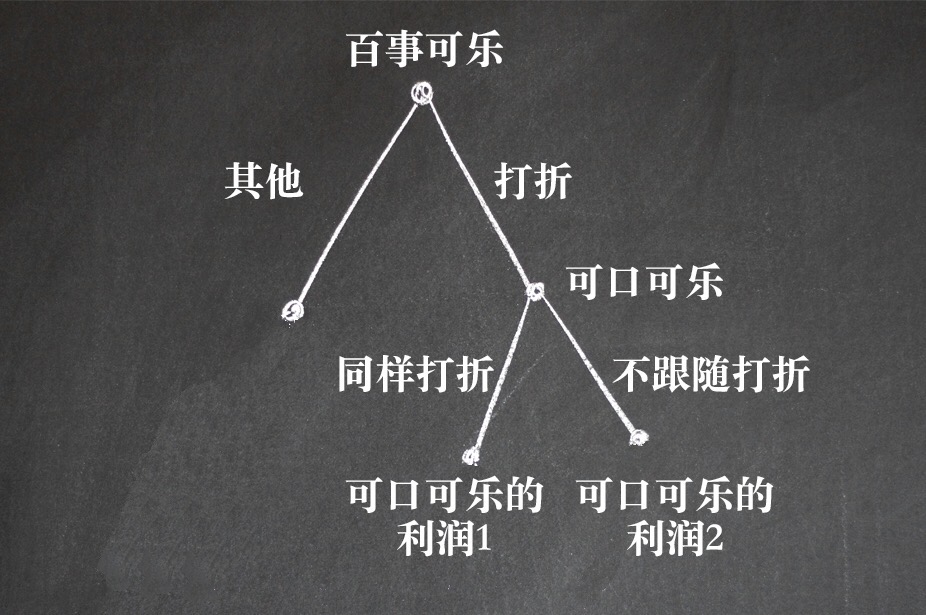 百事可乐
其他
打折
可口可乐
同样打折
不跟随打折
可口可乐的
利润1
可口可乐的
利润2